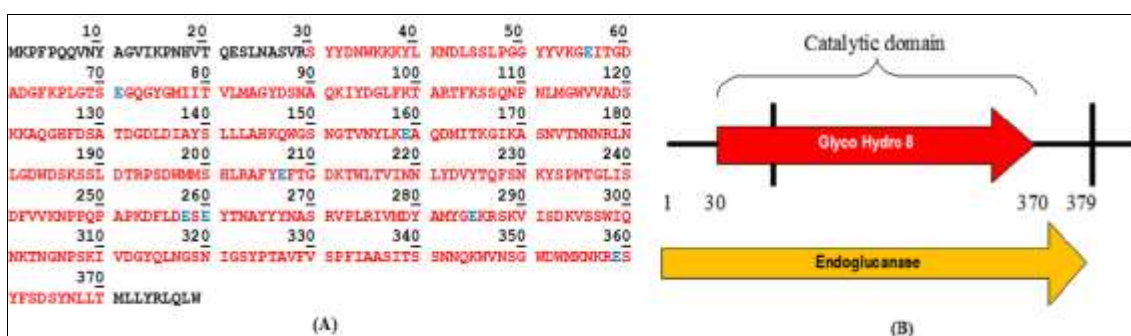 10 20 30 40 50 60
MKPFPQQVNY AGVIKPNHVT QESLNASVRS YYDNWKKKYL KNDLSSLPGG YYVKGEITGD
70 80 90 100 110 120
ADGFKPLGTS EGQGYGMIIT VLMAGYDSNA QKIYDGLFKT ARTFKSSQNP NLMGWVVADS
130 140 150 160 170 180
KKAQGHFDSA TDGDLDIAYS LLLAHKQWGS NGTVNYLKEA QDMITKGIKA SNVTNNNRLN
190 200 210 220 230 240
LGDWDSKSSL DTRPSDWMMS HLRAFYEFTG DKTWLTVINN LYDVYTQFSN KYSPNTGLIS
250 260 270 280 290 300
DFVVKNPPQP APKDFLDESE YTNAYYYNAS RVPLRIVMDY AMYGEKRSKV ISDKVSSWIQ
310 320 330 340 350 360
NKTNGNPSKI VDGYQLNGSN IGSYPTAVFV SPFIAASITS SNNQKWVNSG WDWMKNKRES
370
YFSDSYNLLT MLLYRLQLW
(A)
Catalytic domain
Glyco Hydro 8
1 30 370 379
Endoglucanase
(B)